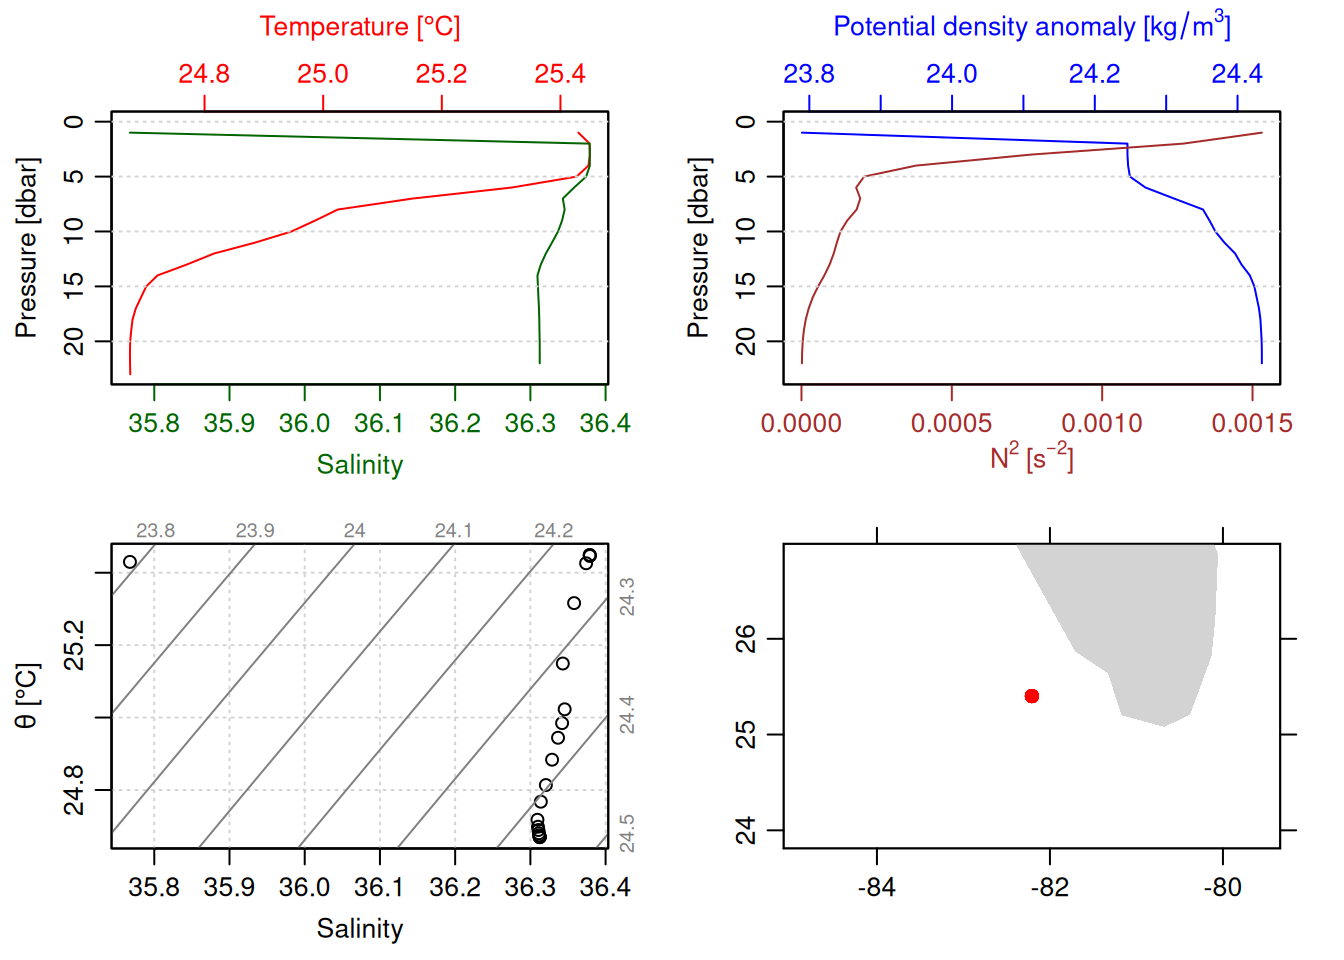 Temperature [°C]
24.8 25.0 25.2 25.4
0
5
10
15
20
Pressure [dbar]
35.8 35.9 36.0 36.1 36.2 36.3 36.4
Salinity
Potential density anomaly [kg/m³]
23.8 24.0 24.2 24.4
0
5
10
15
20
Pressure [dbar]
0.0000 0.0005 0.0010 0.0015
N² [s⁻²]
23.8 23.9 24 24.1 24.2
24.3
24.4
24.5
25.2
24.8
θ [°C]
35.8 35.9 36.0 36.1 36.2 36.3 36.4
Salinity
26
25
24
-84 -82 -80